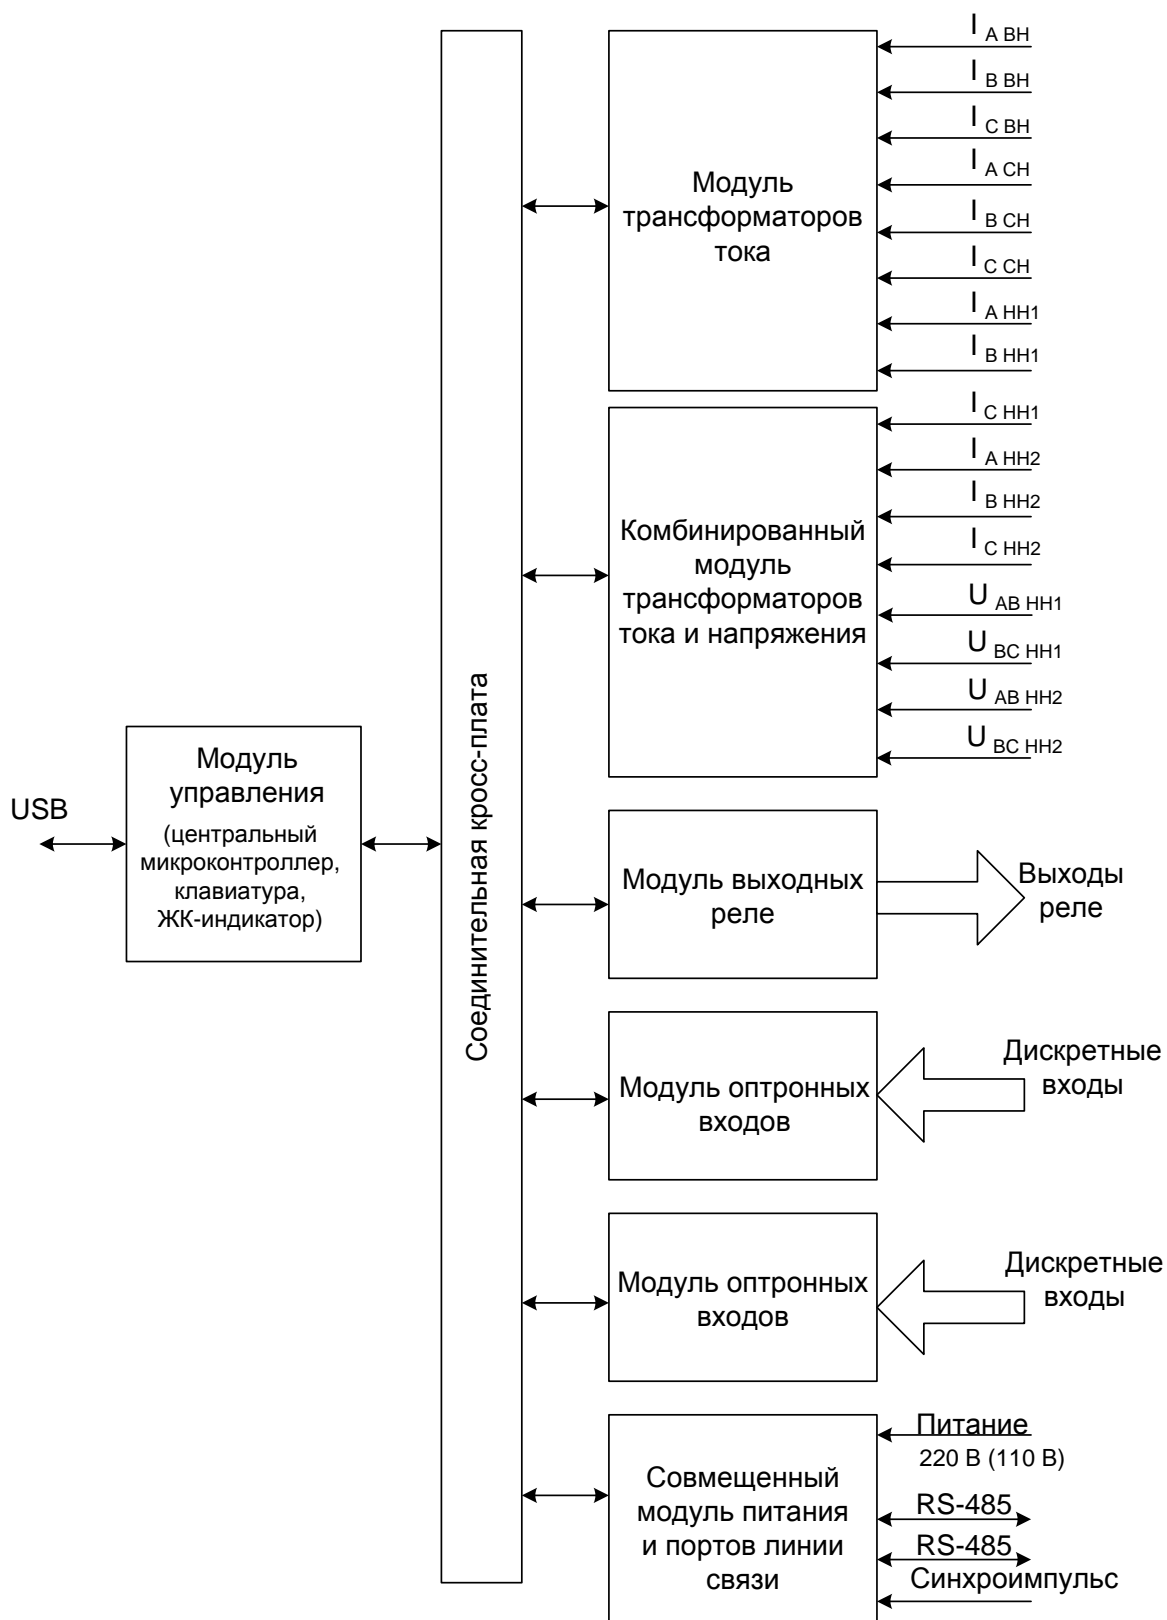 I A ВН
I B ВН
I C ВН
I A СН
I B СН
I C СН
I A НН1
I B НН1
Модуль
трансформаторов
тока
I C НН1
I A НН2
I B НН2
I C НН2
U AB НН1
U BC НН1
U AB НН2
U BC НН2
Комбинированный
модуль
трансформаторов
тока и напряжения
Соединительная кросс-плата
USB
Модуль
управления
(центральный
микроконтроллер,
клавиатура,
ЖК-индикатор)
Модуль выходных
реле
Выходы
реле
Модуль оптронных
входов
Дискретные
входы
Модуль оптронных
входов
Дискретные
входы
Совмещенный
модуль питания
и портов линии
связи
Питание
220 В (110 В)
RS-485
RS-485
Синхроимпульс